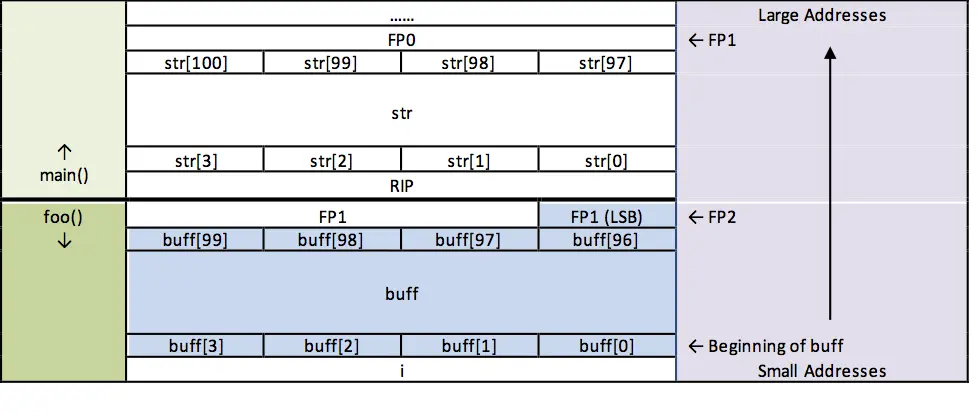 ...... Large Addresses
FP0 ← FP1
str[100] str[99] str[98] str[97]
str
↑
main()
str[3] str[2] str[1] str[0]
RIP
foo() FP1 FP1 (LSB) ← FP2
↓ buff[99] buff[98] buff[97] buff[96]
buff
buff[3] buff[2] buff[1] buff[0] ← Beginning of buff
i Small Addresses